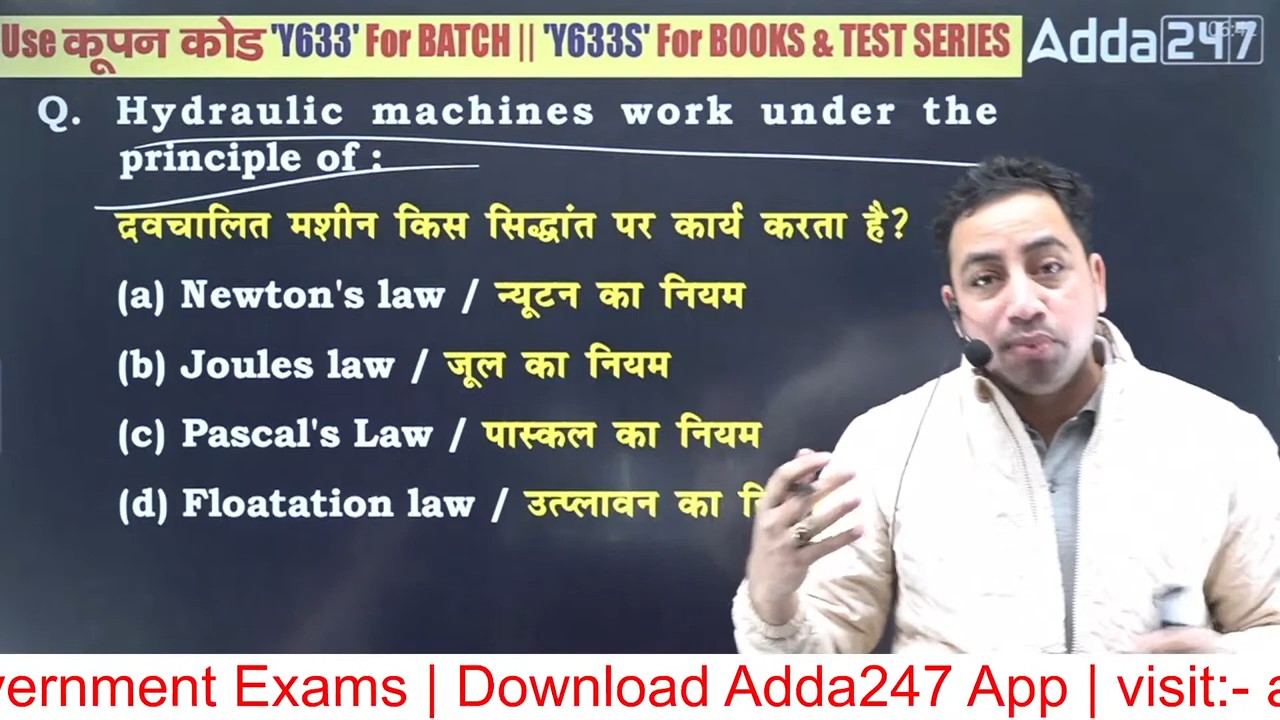 Use कूपन कोड 'Y633' For BATCH || 'Y633S' For BOOKS & TEST SERIES
Adda247
Q. Hydraulic machines work under the
principle of :
द्रवचालित मशीन किस सिद्धांत पर कार्य करता है?
(a) Newton's law / न्यूटन का नियम
(b) Joules law / जूल का नियम
(c) Pascal's Law / पास्कल का नियम
(d) Floatation law / उत्प्लावन का
vernment Exams | Download Adda247 App | visit:- a